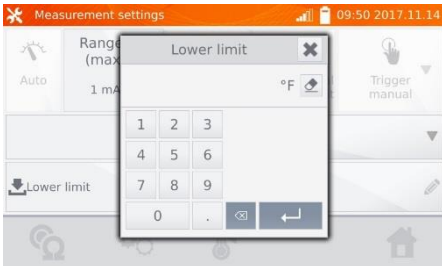 Measurement settings
09:50 2017.11.14
Auto
Range
(max
1 mA
Lower limit
°F
1 2 3
4 5 6
7 8 9
0 .
Trigger
manual
Lower limit